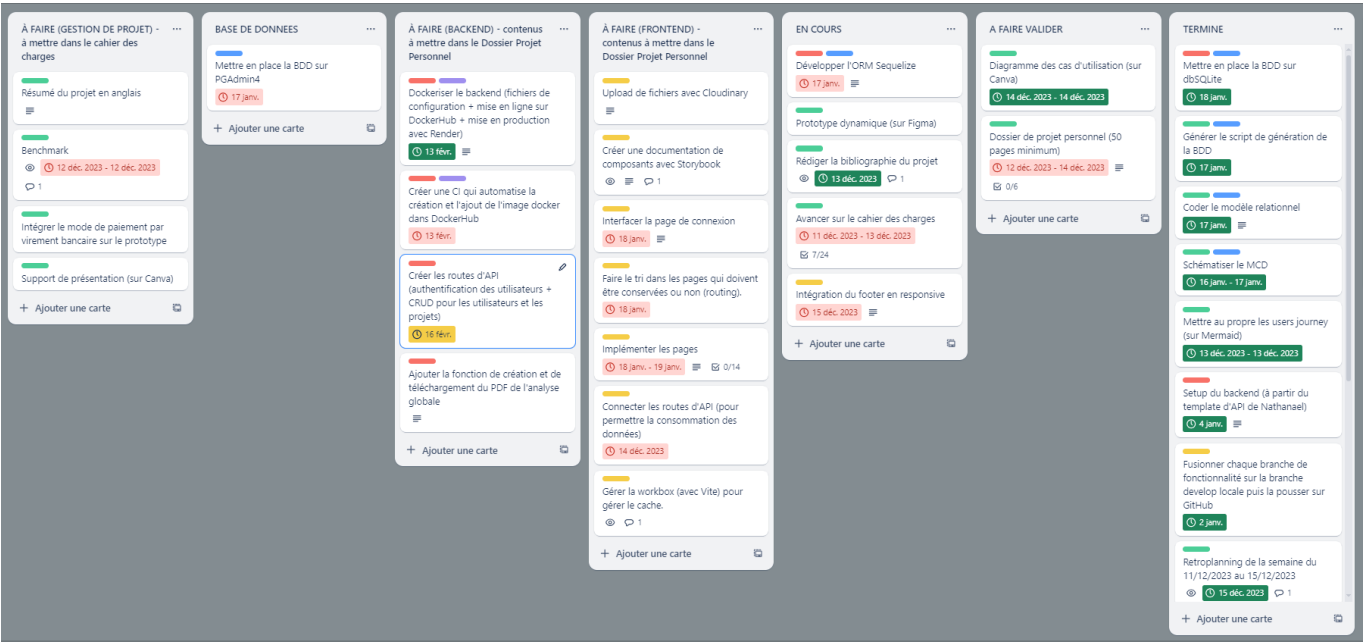 À FAIRE (GESTION DE PROJET) -
à mettre dans le cahier des
charges
Résumé du projet en anglais
Benchmark
12 déc. 2023 - 12 déc. 2023
1
Intégrer le mode de paiement par
virement bancaire sur le prototype
Support de présentation (sur Canva)
+ Ajouter une carte
BASE DE DONNEES
Mettre en place la BDD sur
PGAdmin4
17 janv.
+ Ajouter une carte
À FAIRE (BACKEND) - contenus
à mettre dans le Dossier Projet
Personnel
Dockeriser le backend (fichiers de
configuration + mise en ligne sur
DockerHub + mise en production
avec Render)
13 févr.
Créer une CI qui automatise la
création et l'ajout de l'image docker
dans DockerHub
13 févr.
Créer les routes d'API
(authentification des utilisateurs +
CRUD pour les utilisateurs et les
projets)
16 févr.
Ajouter la fonction de création et de
téléchargement du PDF de l'analyse
globale
+ Ajouter une carte
À FAIRE (FRONTEND) -
contenus à mettre dans le
Dossier Projet Personnel
Upload de fichiers avec Cloudinary
Créer une documentation de
composants avec Storybook
1
Interfacer la page de connexion
18 janv.
Faire le tri dans les pages qui doivent
être conservées ou non (routing).
18 janv.
Implémenter les pages
18 janv. - 19 janv. 0/14
Connecter les routes d'API (pour
permettre la consommation des
données)
14 déc. 2023
Gérer la workbox (avec Vite) pour
gérer le cache.
1
+ Ajouter une carte
EN COURS
Développer l'ORM Sequelize
17 janv.
Prototype dynamique (sur Figma)
Rédiger la bibliographie du projet
13 déc. 2023 1
Avancer sur le cahier des charges
11 déc. 2023 - 13 déc. 2023
7/24
Intégration du footer en responsive
15 déc. 2023
+ Ajouter une carte
A FAIRE VALIDER
Diagramme des cas d'utilisation (sur
Canva)
14 déc. 2023 - 14 déc. 2023
Dossier de projet personnel (50
pages minimum)
12 déc. 2023 - 14 déc. 2023
0/6
+ Ajouter une carte
TERMINE
Mettre en place la BDD sur
dbSQLite
18 janv.
Générer le script de génération de
la BDD
17 janv.
Coder le modèle relationnel
17 janv.
Schématiser le MCD
16 janv. - 17 janv.
Mettre au propre les users journey
(sur Mermaid)
13 déc. 2023 - 13 déc. 2023
Setup du backend (à partir du
template d'API de Nathanael)
4 janv.
Fusionner chaque branche de
fonctionnalité sur la branche
develop locale puis la pousser sur
GitHub
2 janv.
Retroplanning de la semaine du
11/12/2023 au 15/12/2023
15 déc. 2023 1
+ Ajouter une carte